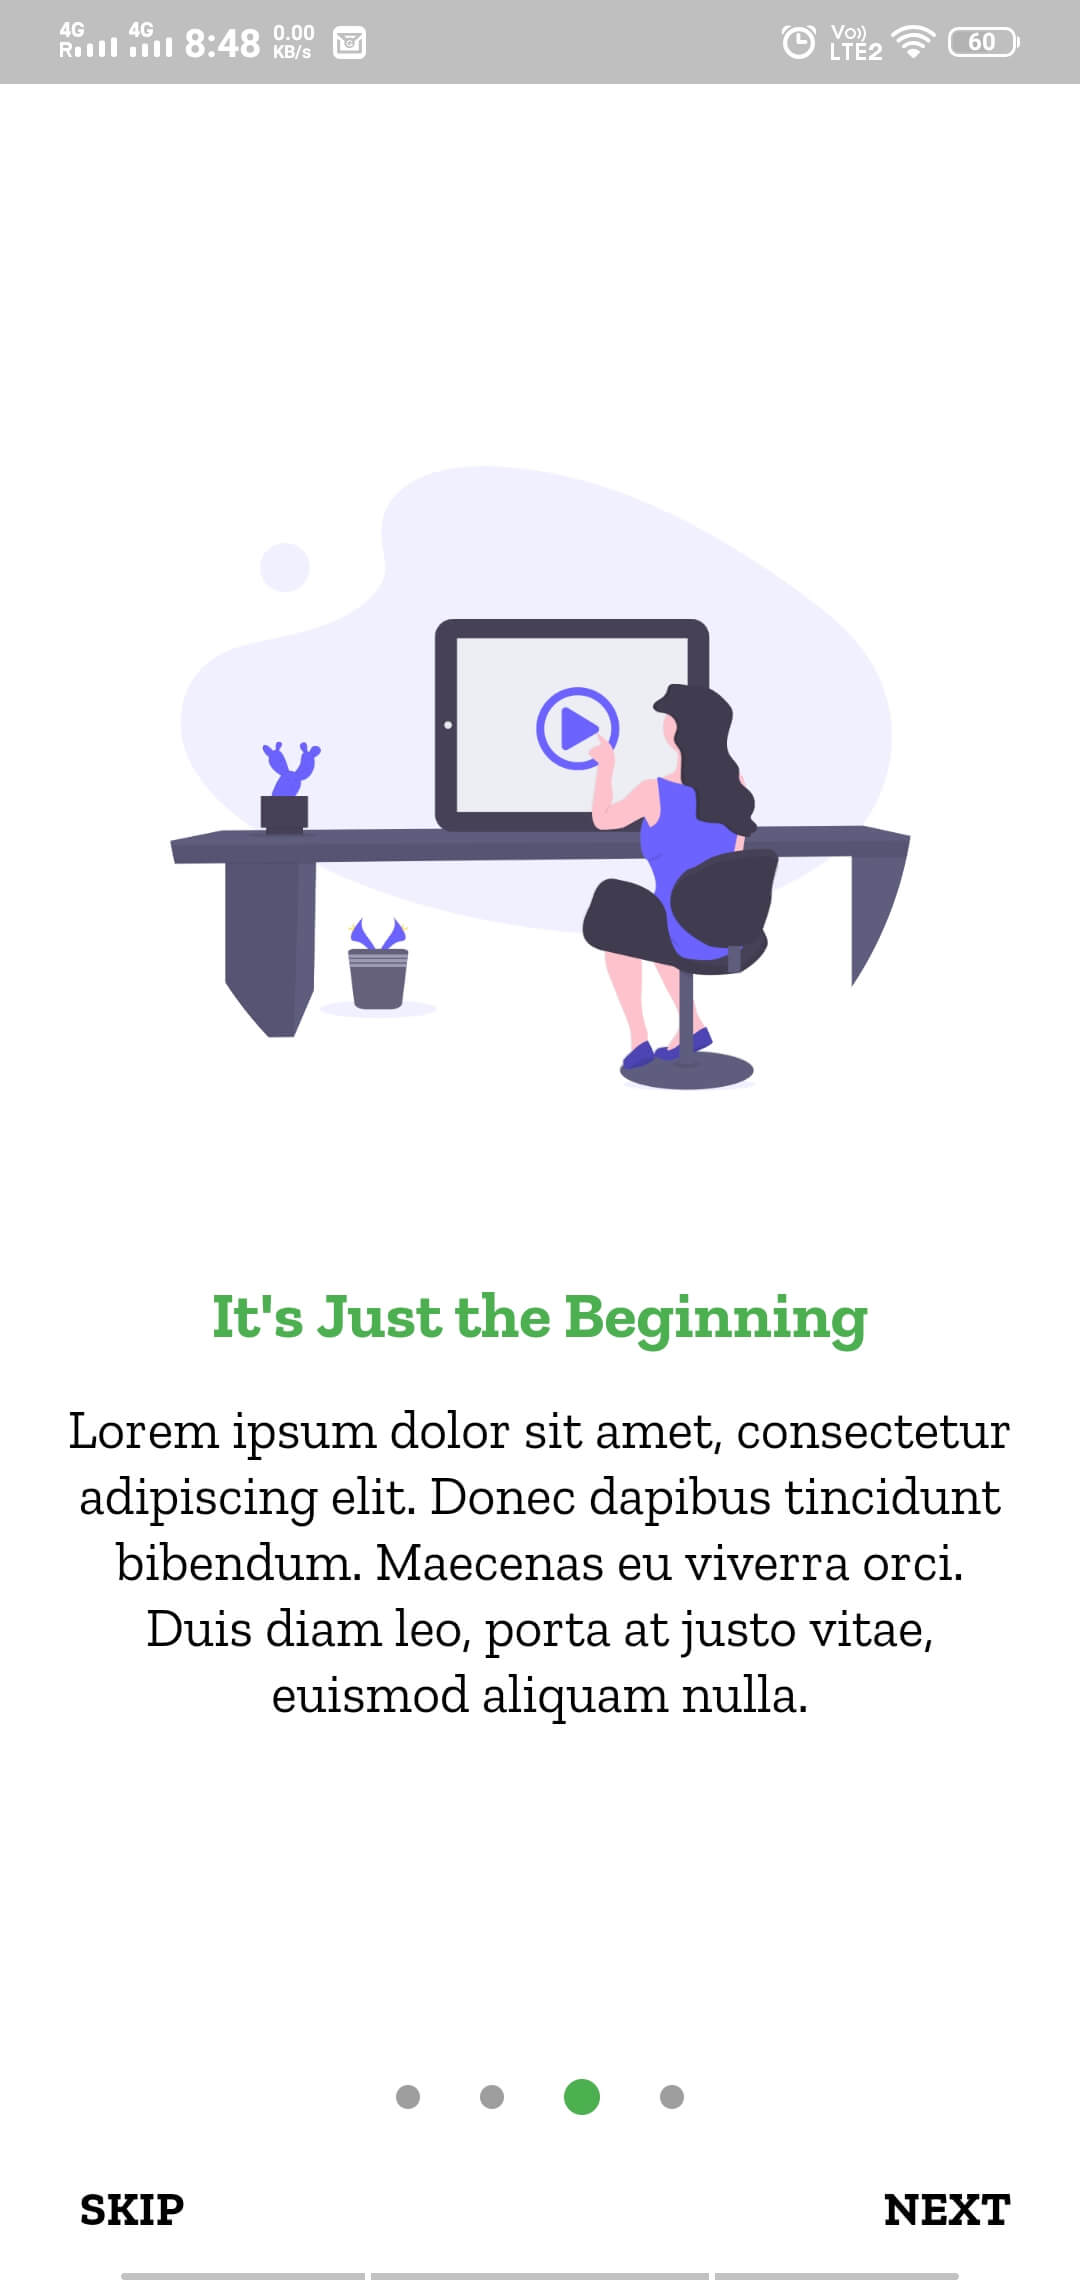 4G 4G 8:48 0.00 Vo))
R KB/s LTE2 60
It's Just the Beginning
Lorem ipsum dolor sit amet, consectetur
adipiscing elit. Donec dapibus tincidunt
bibendum. Maecenas eu viverra orci.
Duis diam leo, porta at justo vitae,
euismod aliquam nulla.
SKIP NEXT